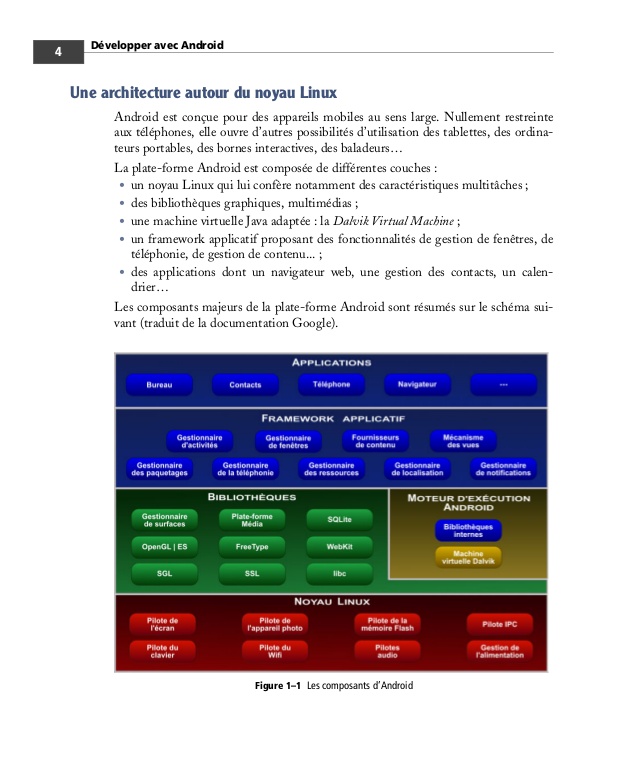 4
Développer avec Android
Une architecture autour du noyau Linux
Android est conçue pour des appareils mobiles au sens large. Nullement restreinte
aux téléphones, elle ouvre d'autres possibilités d'utilisation des tablettes, des ordina-
teurs portables, des bornes interactives, des baladeurs…
La plate-forme Android est composée de différentes couches :
• un noyau Linux qui lui confère notamment des caractéristiques multitâches ;
• des bibliothèques graphiques, multimédias ;
• une machine virtuelle Java adaptée : la Dalvik Virtual Machine ;
• un framework applicatif proposant des fonctionnalités de gestion de fenêtres, de
téléphonie, de gestion de contenu... ;
• des applications dont un navigateur web, une gestion des contacts, un calen-
drier…
Les composants majeurs de la plate-forme Android sont résumés sur le schéma sui-
vant (traduit de la documentation Google).
APPLICATIONS
Bureau
Contacts
Téléphone
Navigateur
---
FRAMEWORK APPLICATIF
Gestionnaire
d'activités
Gestionnaire
de fenêtres
Fournisseurs
de contenu
Mécanisme
des vues
Gestionnaire
des paquetages
Gestionnaire
de la téléphonie
Gestionnaire
des ressources
Gestionnaire
de localisation
Gestionnaire
de notifications
BIBLIOTHÈQUES
Gestionnaire
de surfaces
Plate-forme
Média
SQLite
OpenGL | ES
FreeType
WebKit
SGL
SSL
libc
MOTEUR D'EXÉCUTION
ANDROID
Bibliothèques
internes
Machine
virtuelle Dalvik
NOYAU LINUX
Pilote de
l'écran
Pilote de
l'appareil photo
Pilote de la
mémoire Flash
Pilote IPC
Pilote du
clavier
Pilote du
Wifi
Pilotes
audio
Gestion de
l'alimentation
Figure 1–1 Les composants d'Android